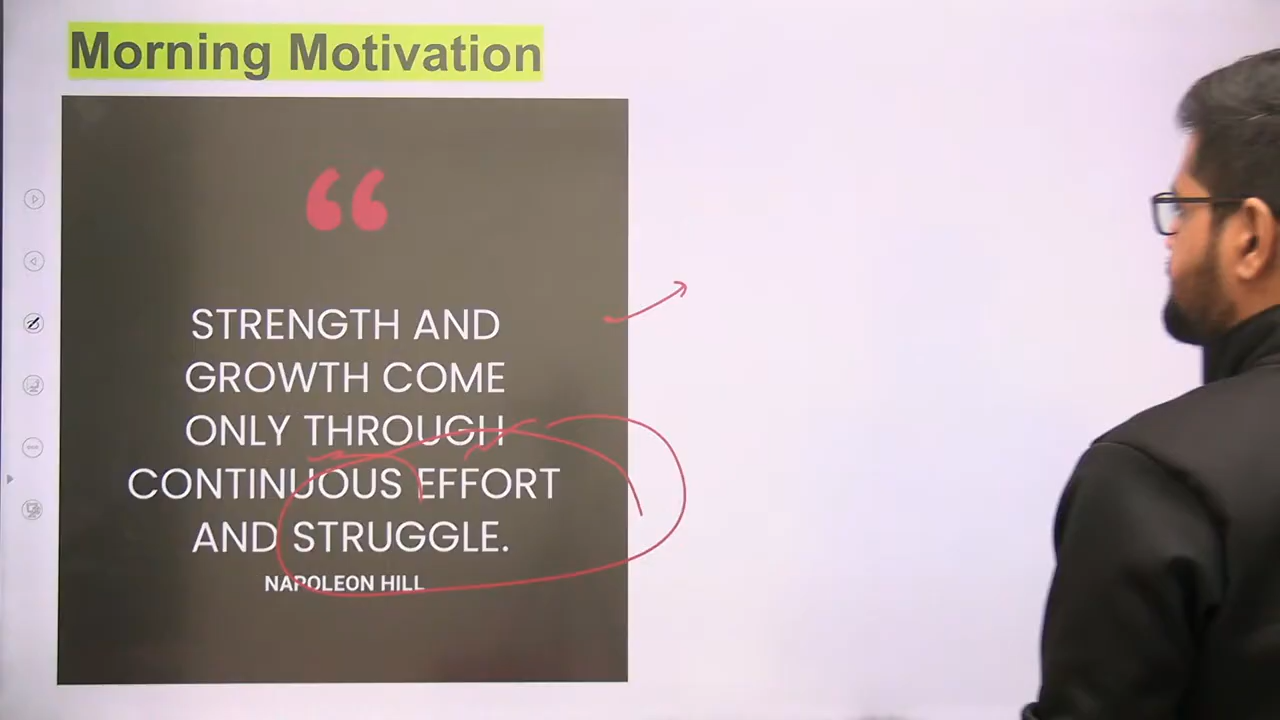 Morning Motivation
“
STRENGTH AND
GROWTH COME
ONLY THROUGH
CONTINUOUS EFFORT
AND STRUGGLE.
NAPOLEON HILL